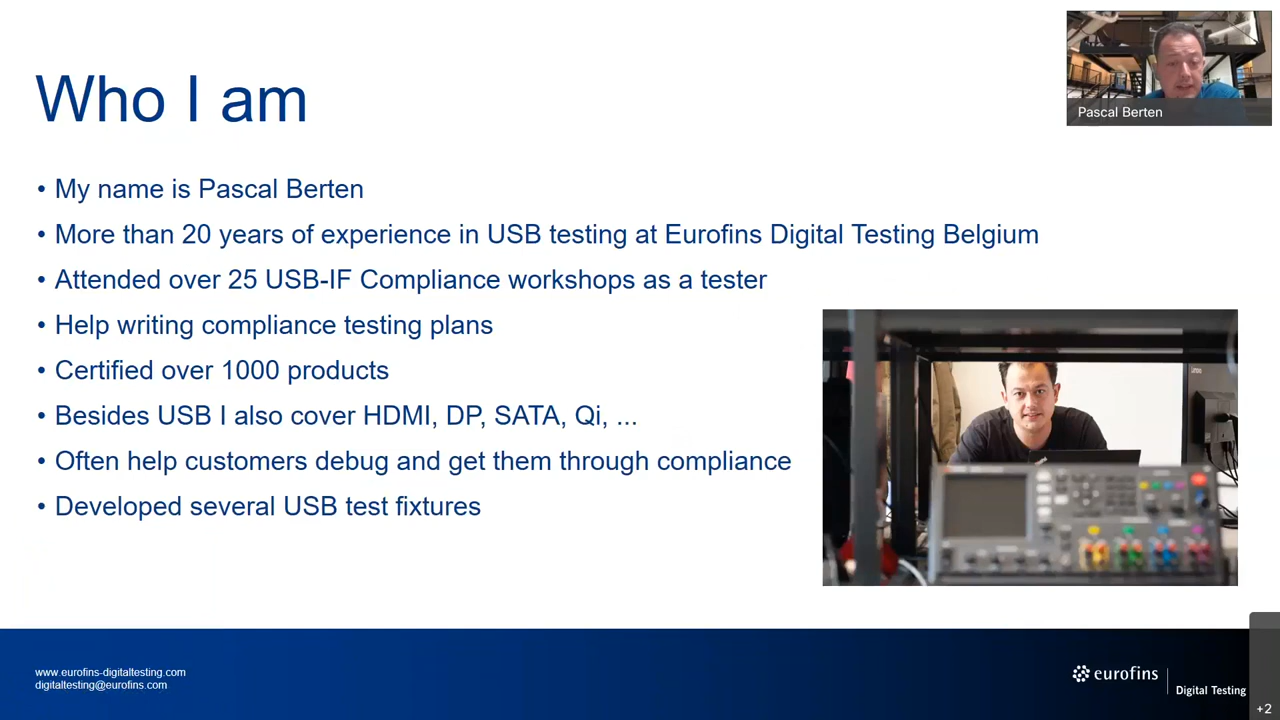 Who I am
Pascal Berten
• My name is Pascal Berten
• More than 20 years of experience in USB testing at Eurofins Digital Testing Belgium
• Attended over 25 USB-IF Compliance workshops as a tester
• Help writing compliance testing plans
• Certified over 1000 products
• Besides USB I also cover HDMI, DP, SATA, Qi, ...
• Often help customers debug and get them through compliance
• Developed several USB test fixtures
Lenovo
www.eurofins-digitaltesting.com
digitaltesting@eurofins.com
eurofins
Digital Testing
+2